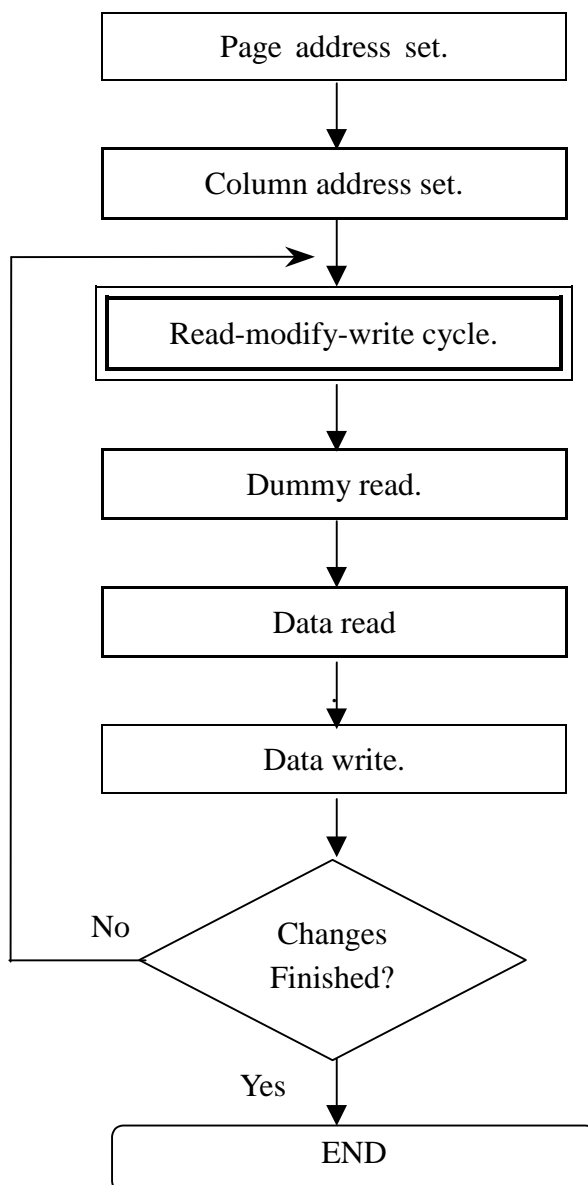 Page address set.
Column address set.
Read-modify-write cycle.
Dummy read.
Data read
.
Data write.
No
Changes
Finished?
Yes
END